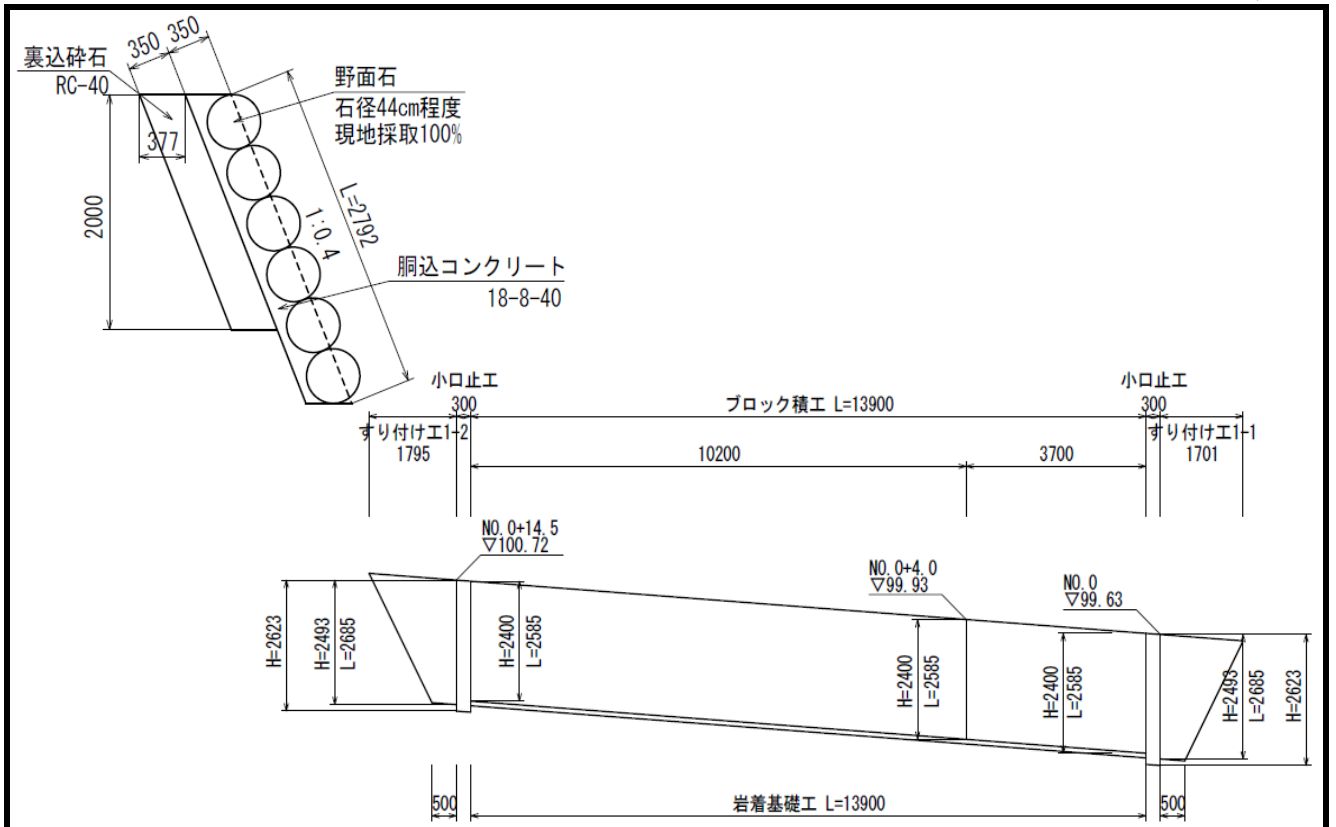 350 350
裏込砕石
RC-40
377
2000
野面石
石径44cm程度
現地採取100%
L=2792
1:0.4
胴込コンクリート
18-8-40
小口止工
300
ブロック積工 L=13900
小口止工
300
すり付け工1-2
1795
10200
3700
すり付け工1-1
1701
NO.0+14.5
▽100.72
NO.0+4.0
▽99.93
NO.0
▽99.63
H=2623
H=2493
L=2685
H=2400
L=2585
H=2400
L=2585
H=2400
L=2585
H=2493
L=2685
H=2623
500
岩着基礎工 L=13900
500